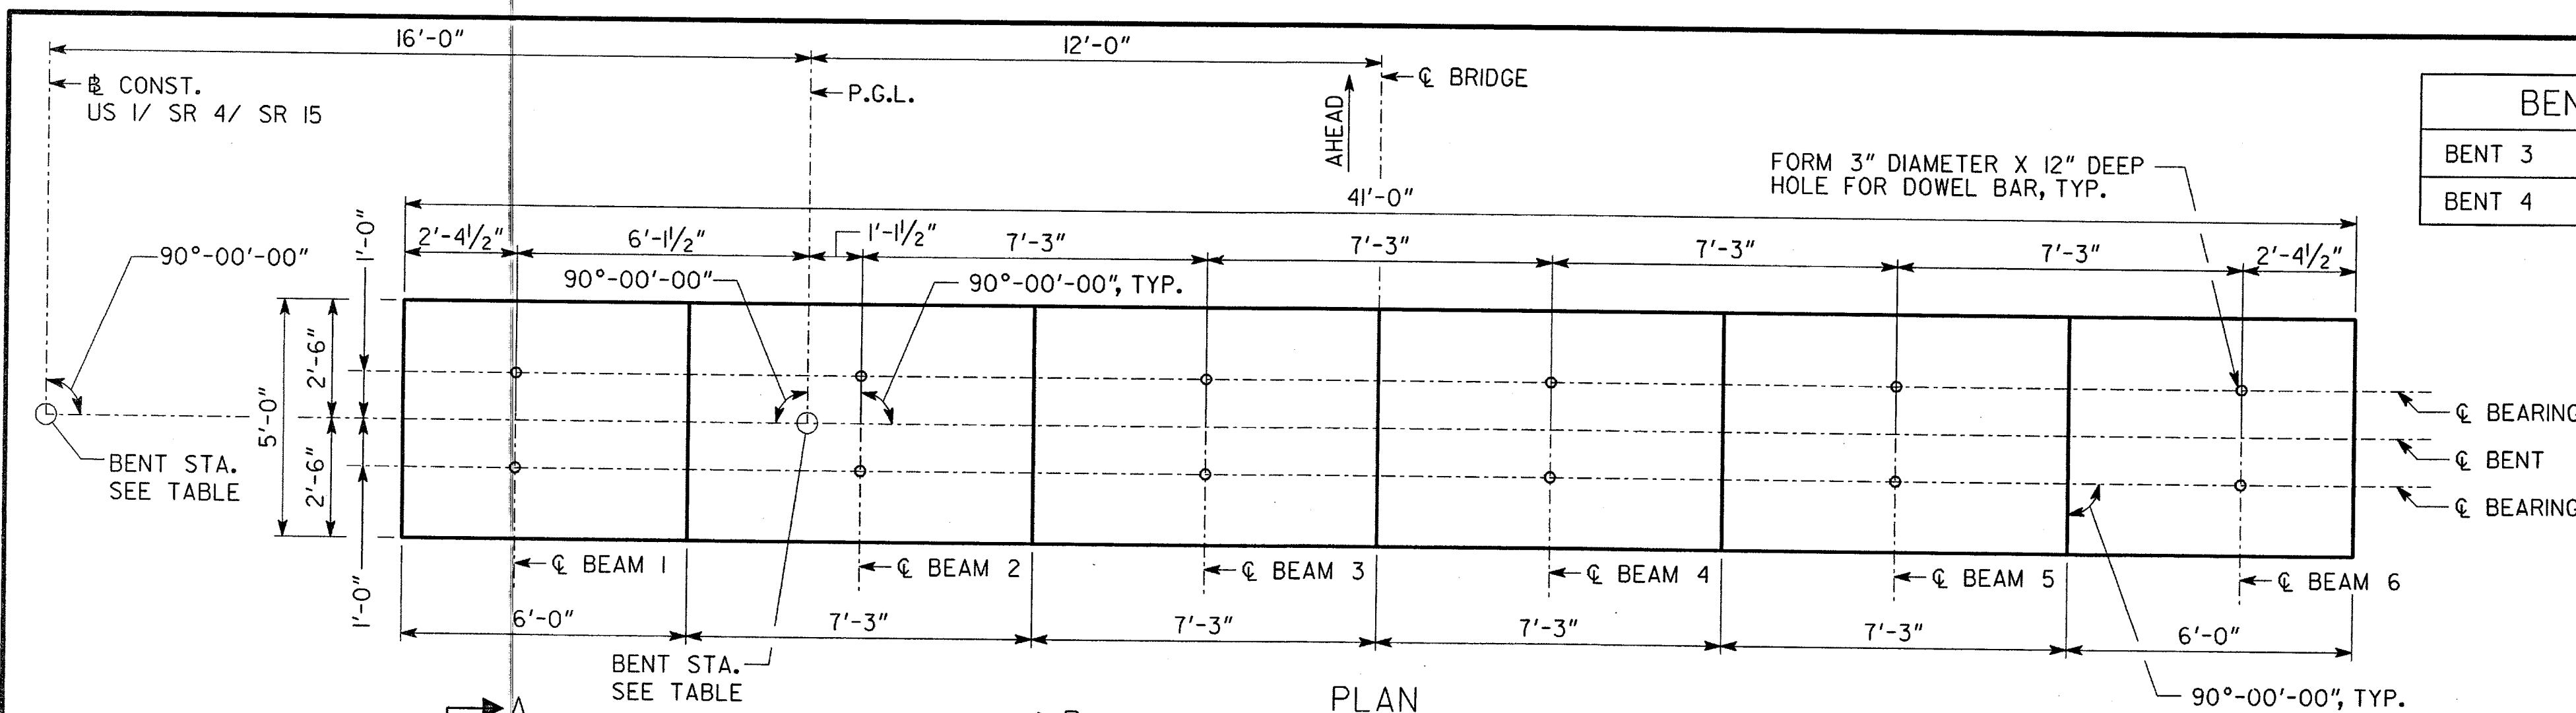 16'-0"
12'-0"
℄ BRIDGE
B̵L CONST.
US 1/ SR 4/ SR 15
P.G.L.
AHEAD
BENT 3
BENT 4
FORM 3" DIAMETER X 12" DEEP
HOLE FOR DOWEL BAR, TYP.
41'-0"
2'-4½"
6'-1½"
1'-1½"
7'-3"
7'-3"
7'-3"
7'-3"
2'-4½"
1'-0"
90°-00'-00"
90°-00'-00"
90°-00'-00", TYP.
2'-6"
5'-0"
2'-6"
℄ BEARING
℄ BENT
℄ BEARING
BENT STA.
SEE TABLE
1'-0"
℄ BEAM 1
℄ BEAM 2
℄ BEAM 3
℄ BEAM 4
℄ BEAM 5
℄ BEAM 6
6'-0"
7'-3"
7'-3"
7'-3"
7'-3"
6'-0"
BENT STA.
SEE TABLE
PLAN
90°-00'-00", TYP.